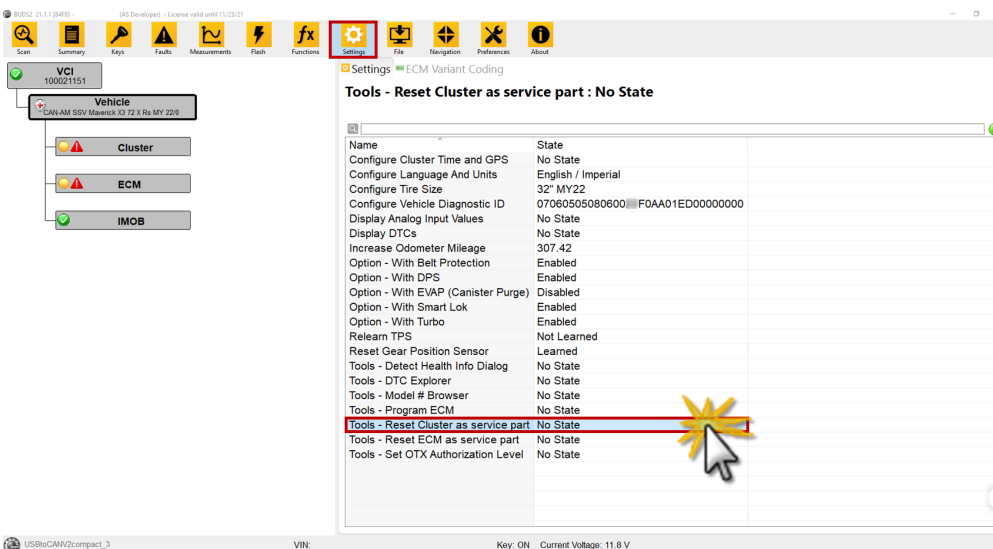 BUDS2 21.1.1 [84F8] - (AS Developer) - License valid until 11/23/21
Scan Summary Keys Faults Measurements Flash Functions Settings File Navigation Preferences About
VCI
100021151
Vehicle
CAN-AM SSV Maverick X3 72 X Rs MY 22/0
Cluster
ECM
IMOB
Settings ECM Variant Coding
Tools - Reset Cluster as service part : No State
Name State
Configure Cluster Time and GPS No State
Configure Language And Units English / Imperial
Configure Tire Size 32" MY22
Configure Vehicle Diagnostic ID 07060505080600 F0AA01ED00000000
Display Analog Input Values No State
Display DTCs No State
Increase Odometer Mileage 307.42
Option - With Belt Protection Enabled
Option - With DPS Enabled
Option - With EVAP (Canister Purge) Disabled
Option - With Smart Lok Enabled
Option - With Turbo Enabled
Relearn TPS Not Learned
Reset Gear Position Sensor Learned
Tools - Detect Health Info Dialog No State
Tools - DTC Explorer No State
Tools - Model # Browser No State
Tools - Program ECM No State
Tools - Reset Cluster as service part No State
Tools - Reset ECM as service part No State
Tools - Set OTX Authorization Level No State
USBtoCANV2compact_3 VIN: Key: ON Current Voltage: 11.8 V